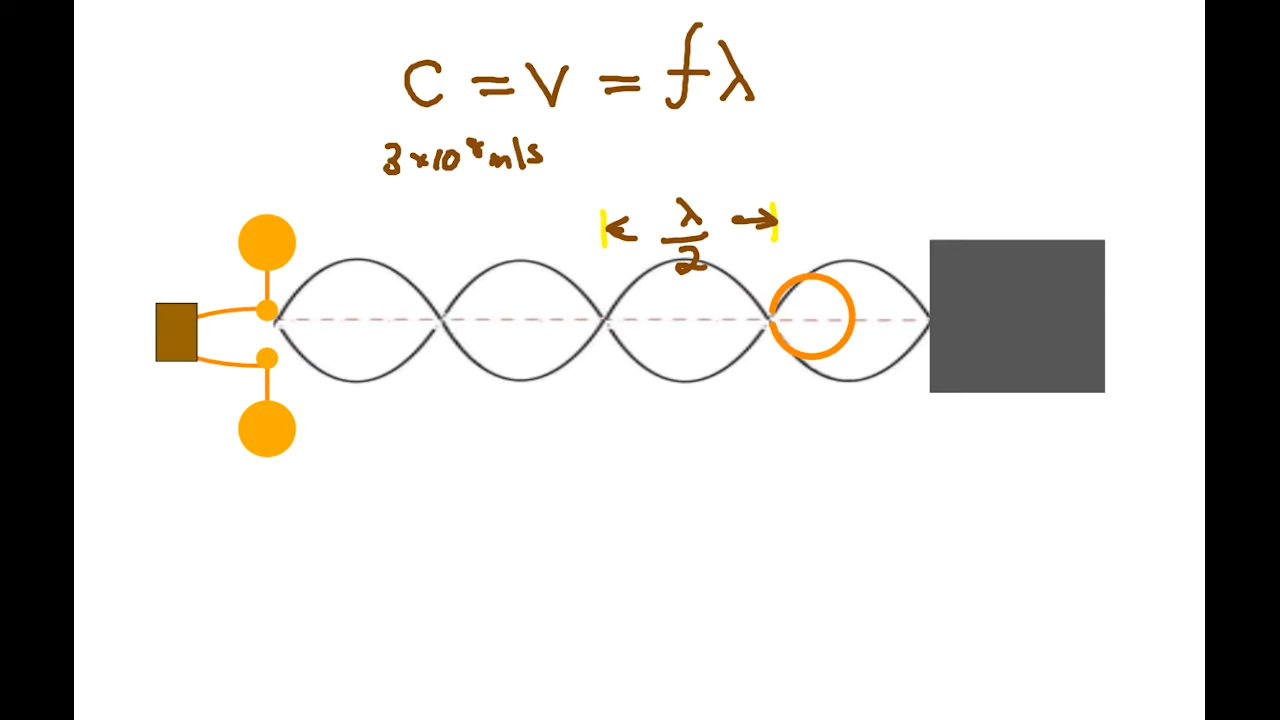 C = V = fλ
3×10⁸ m/s
λ/2